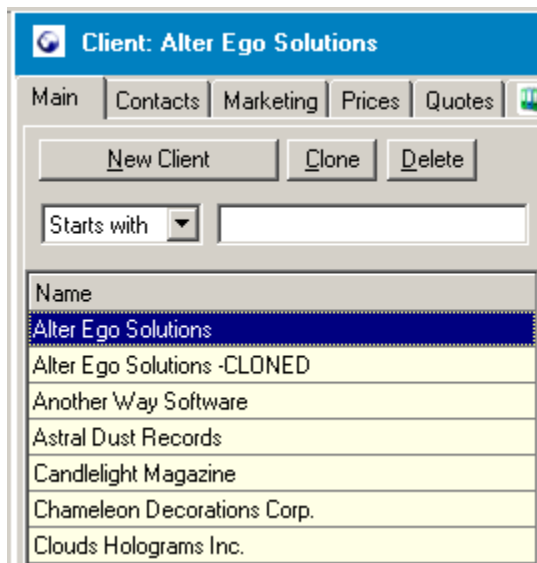 Client: Alter Ego Solutions
Main Contacts Marketing Prices Quotes
New Client Clone Delete
Starts with
Name
Alter Ego Solutions
Alter Ego Solutions -CLONED
Another Way Software
Astral Dust Records
Candlelight Magazine
Chameleon Decorations Corp.
Clouds Holograms Inc.